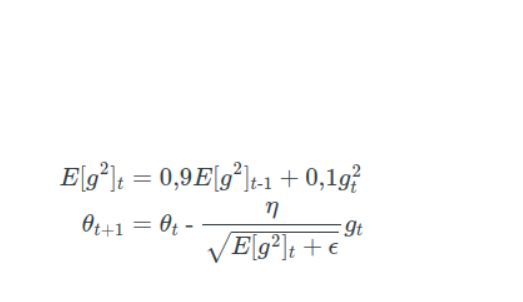 E[g²]ₜ = 0,9E[g²]ₜ₋₁ + 0,1gₜ²
θₜ₊₁ = θₜ - η / √(E[g²]ₜ + ϵ) gₜ